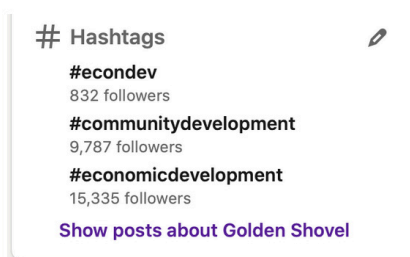 # Hashtags
#econdev
832 followers
#communitydevelopment
9,787 followers
#economicdevelopment
15,335 followers
Show posts about Golden Shovel